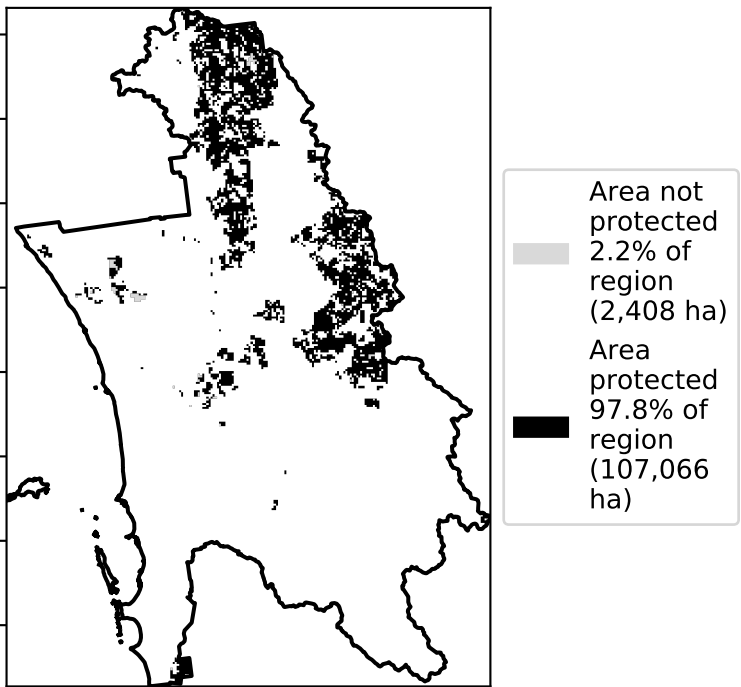 Area not
protected
2.2% of
region
(2,408 ha)
Area
protected
97.8% of
region
(107,066
ha)